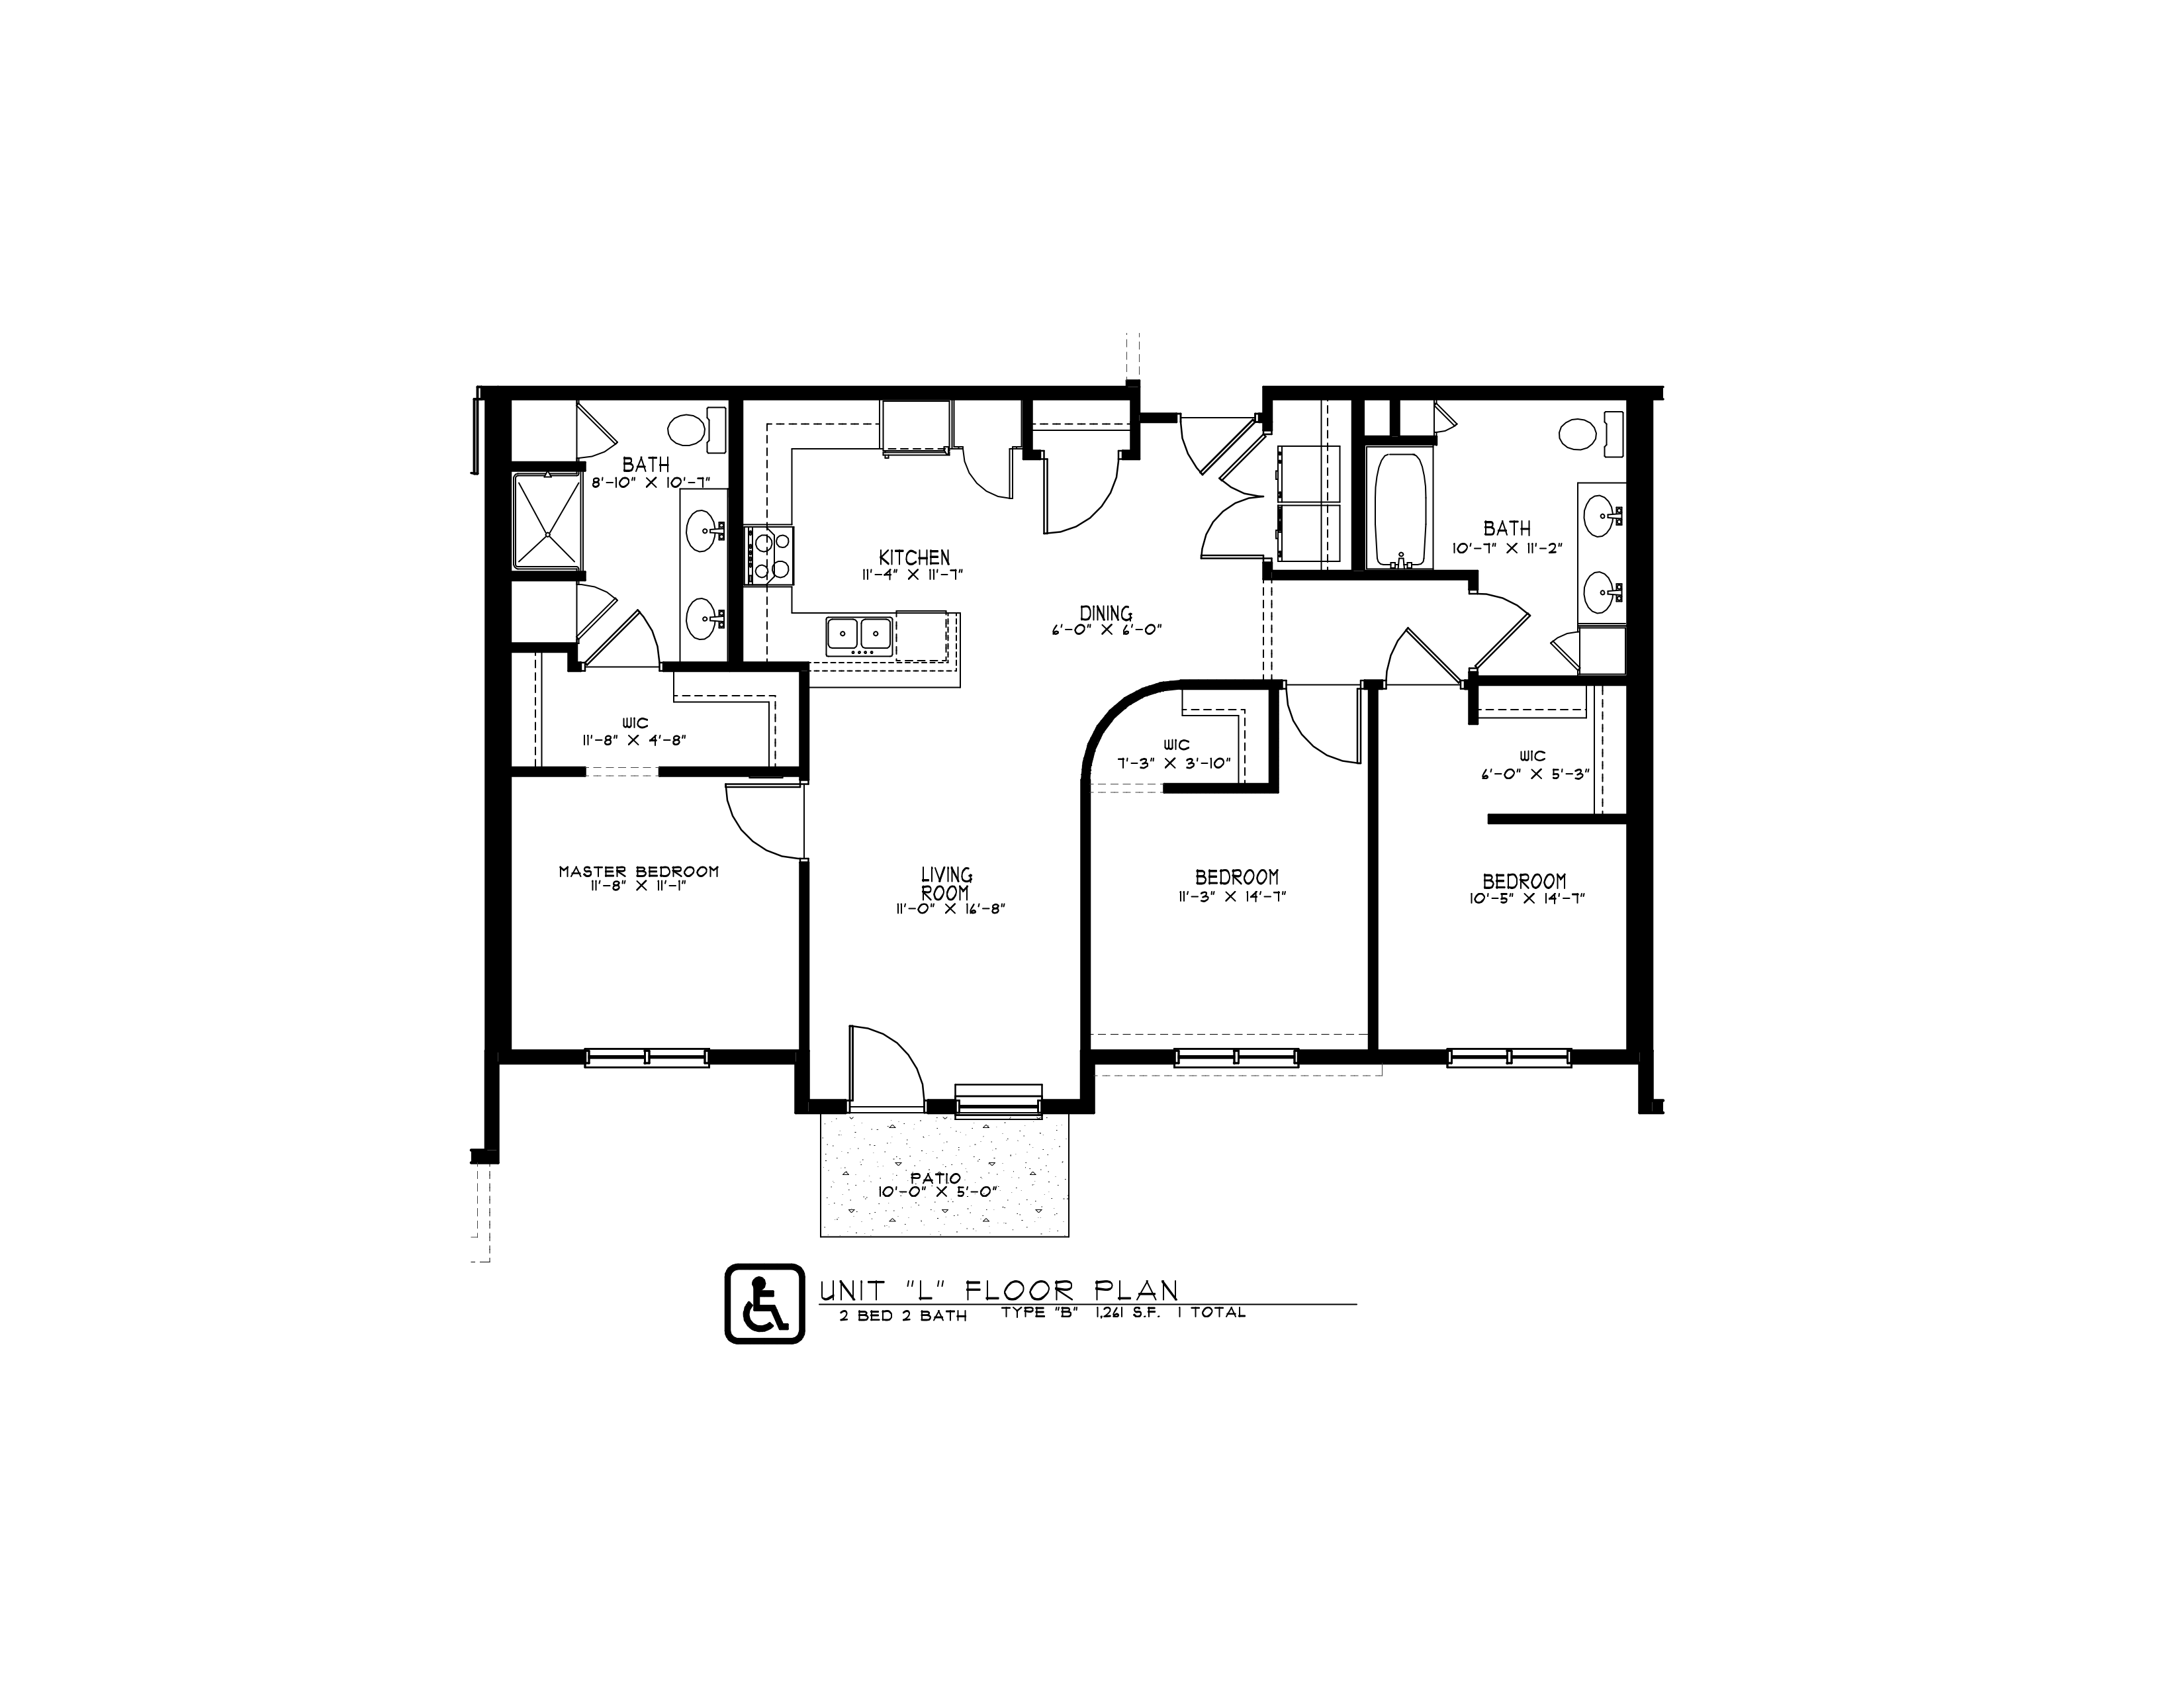 BATH
8'-10" X 10'-7"
KITCHEN
11'-4" X 11'-7"
BATH
10'-7" X 11'-2"
DINING
6'-0" X 6'-0"
WIC
11'-8" X 4'-8"
WIC
7'-3" X 3'-10"
WIC
6'-0" X 5'-3"
MASTER BEDROOM
11'-8" X 11'-1"
LIVING
ROOM
11'-0" X 16'-8"
BEDROOM
11'-3" X 14'-7"
BEDROOM
10'-5" X 14'-7"
PATIO
10'-0" X 5'-0"
UNIT "L" FLOOR PLAN
2 BED 2 BATH TYPE "B" 1,261 S.F. 1 TOTAL